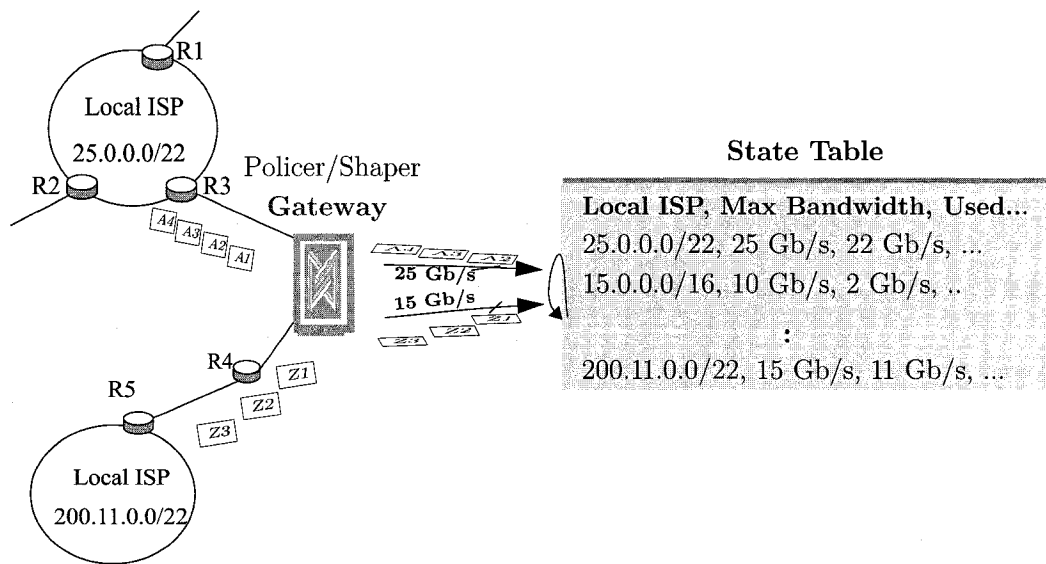 R1
Local ISP
25.0.0.0/22
R2
R3
A4
A3
A2
A1
Policer/Shaper
Gateway
25 Gb/s
15 Gb/s
Z1
Z2
Z3
R4
Z1
Z2
Z3
R5
Local ISP
200.11.0.0/22
State Table
Local ISP, Max Bandwidth, Used...
25.0.0.0/22, 25 Gb/s, 22 Gb/s, ...
15.0.0.0/16, 10 Gb/s, 2 Gb/s, ..
:
200.11.0.0/22, 15 Gb/s, 11 Gb/s, ...